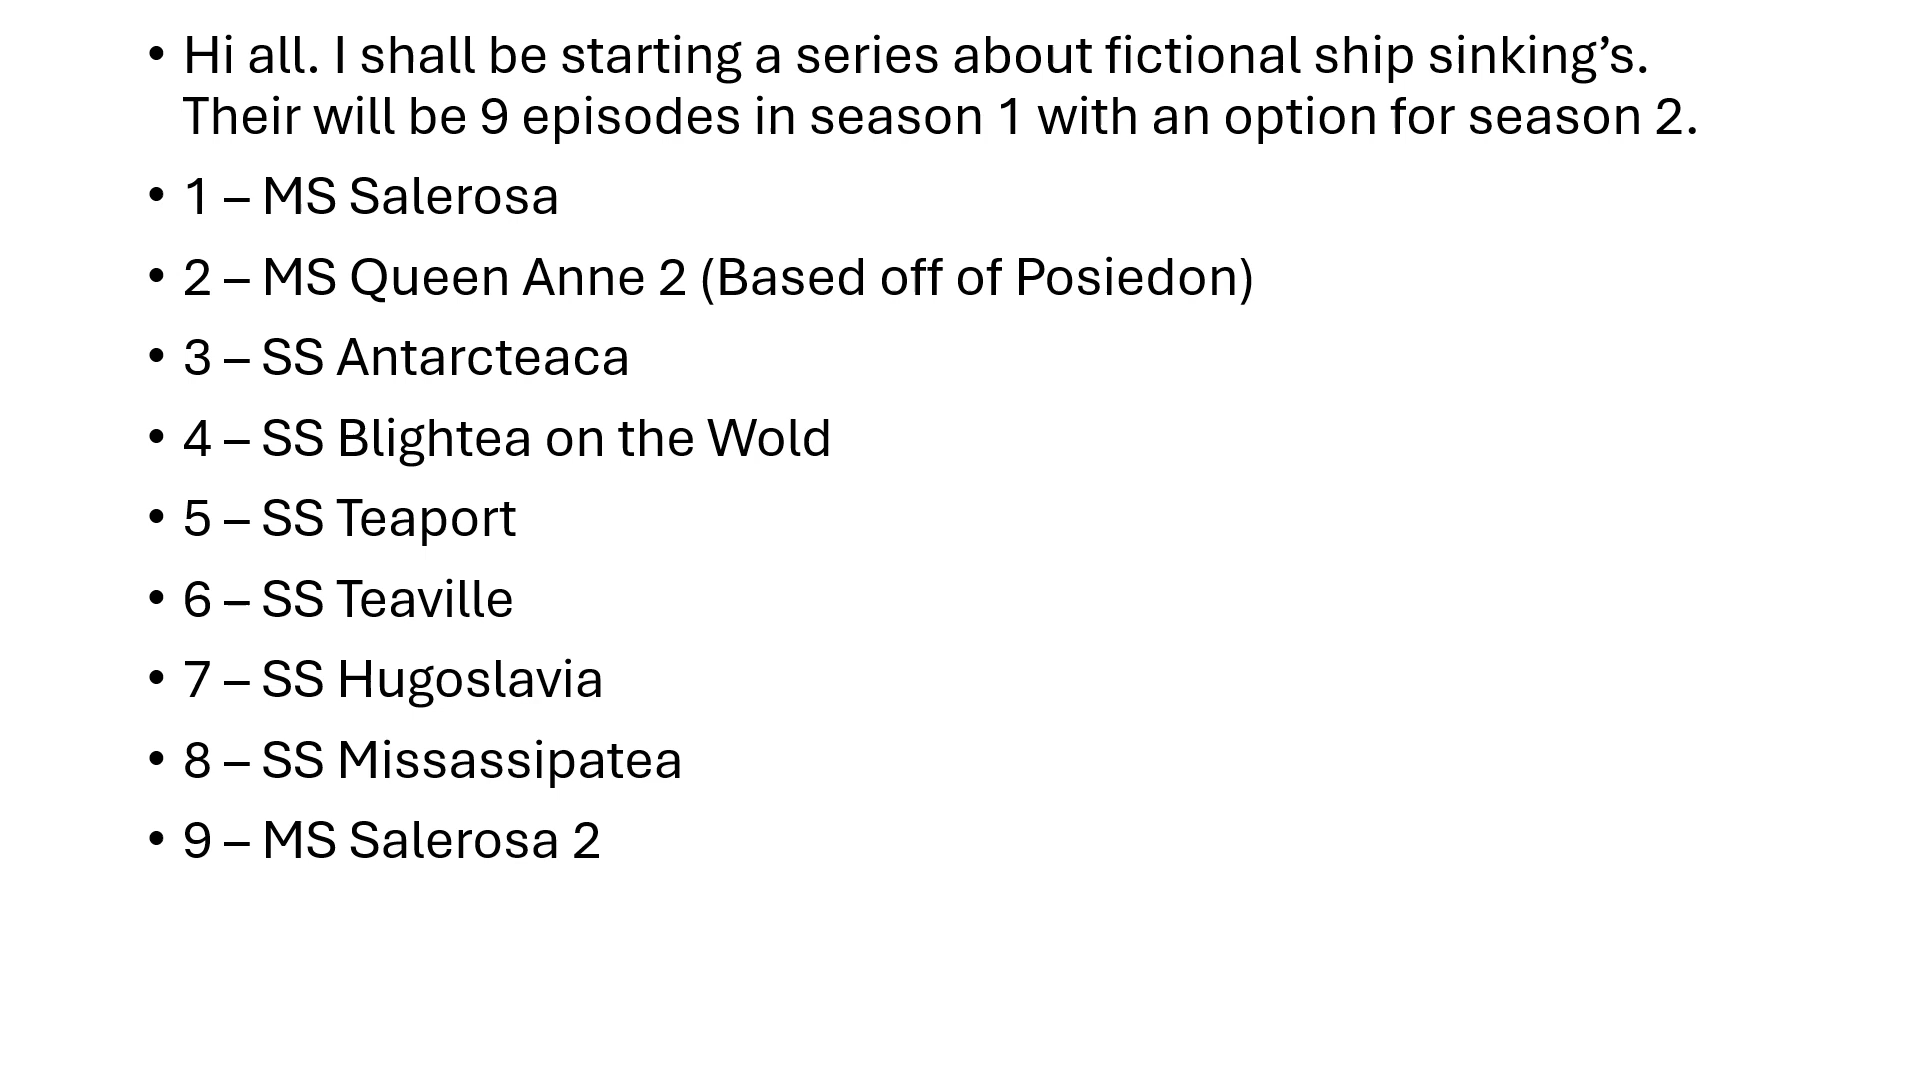 • Hi all. I shall be starting a series about fictional ship sinking’s.
Their will be 9 episodes in season 1 with an option for season 2.
• 1 – MS Salerosa
• 2 – MS Queen Anne 2 (Based off of Posiedon)
• 3 – SS Antarcteaca
• 4 – SS Blightea on the Wold
• 5 – SS Teaport
• 6 – SS Teaville
• 7 – SS Hugoslavia
• 8 – SS Missassipatea
• 9 – MS Salerosa 2